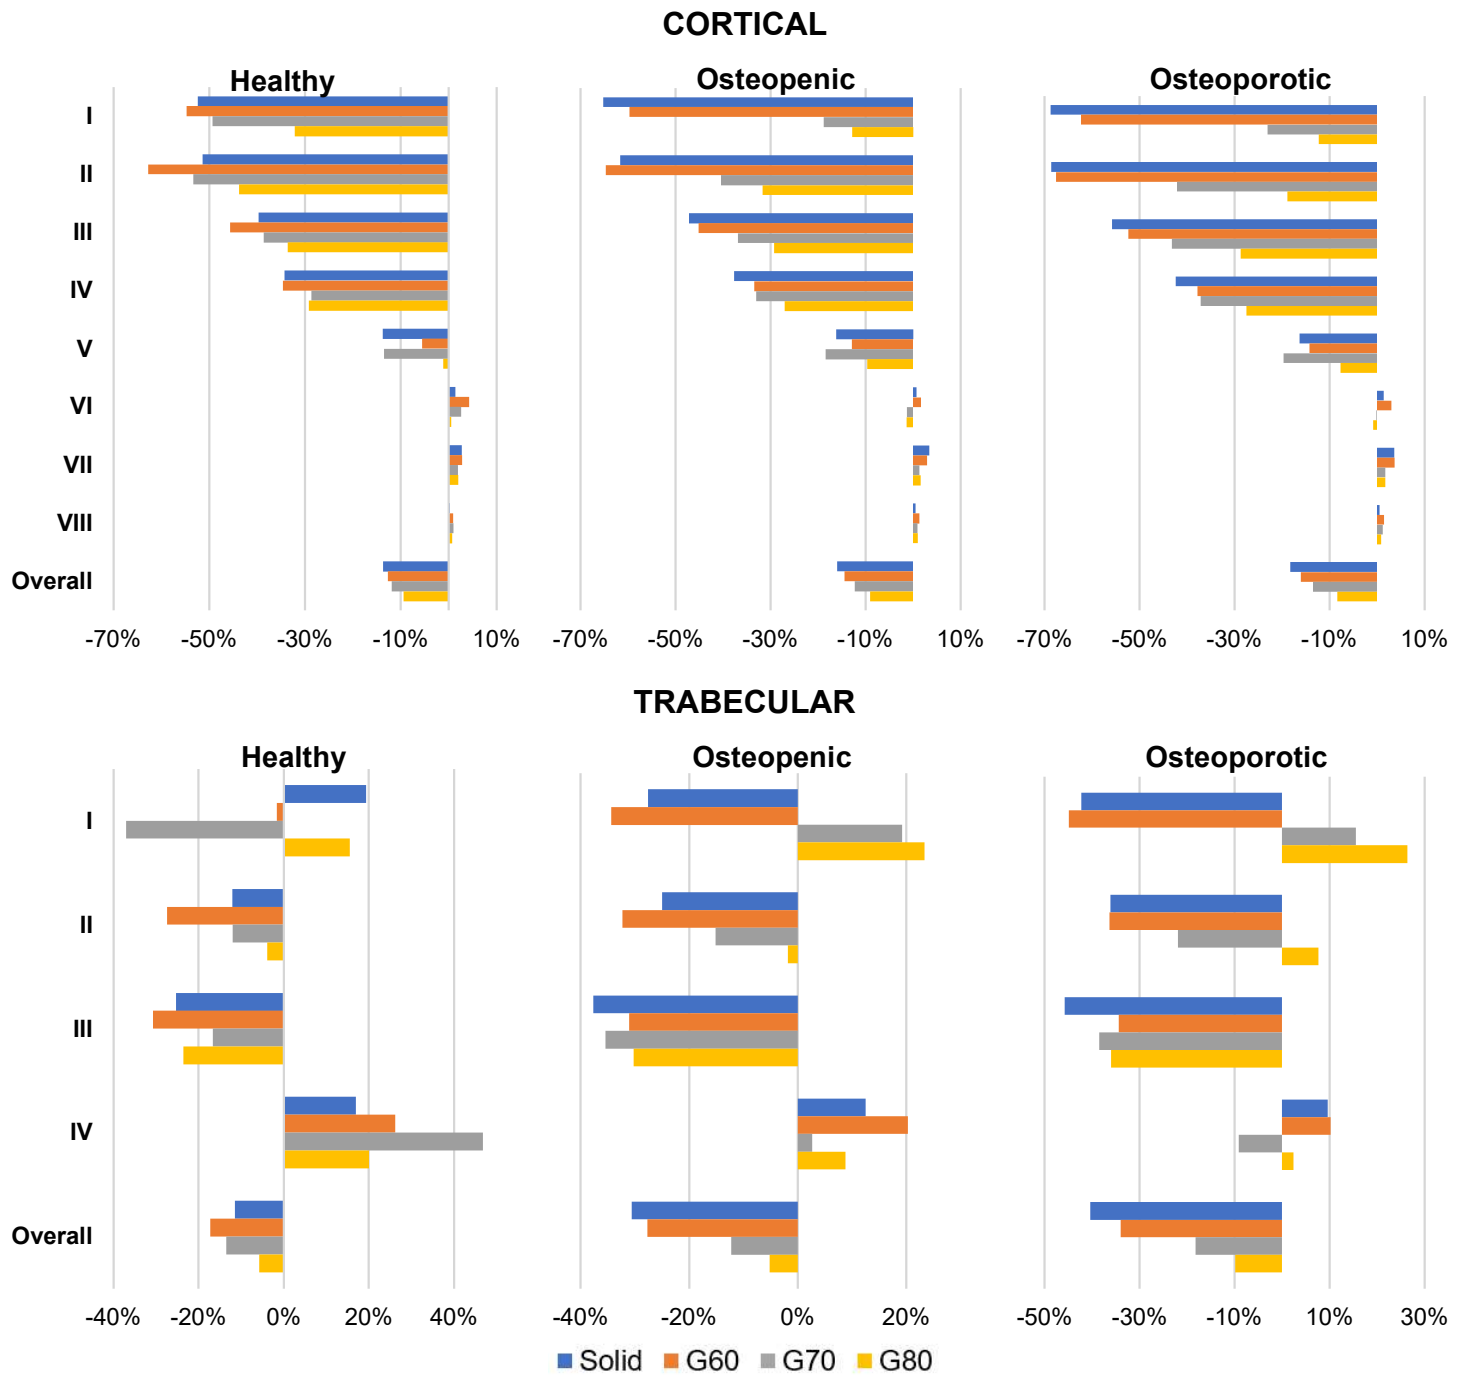 CORTICAL
Healthy
Osteopenic
Osteoporotic
I
II
III
IV
V
VI
VII
VIII
Overall
-70% -50% -30% -10% 10%
-70% -50% -30% -10% 10%
-70% -50% -30% -10% 10%
TRABECULAR
Healthy
Osteopenic
Osteoporotic
I
II
III
IV
Overall
-40% -20% 0% 20% 40%
-40% -20% 0% 20%
-50% -30% -10% 10% 30%
Solid G60 G70 G80